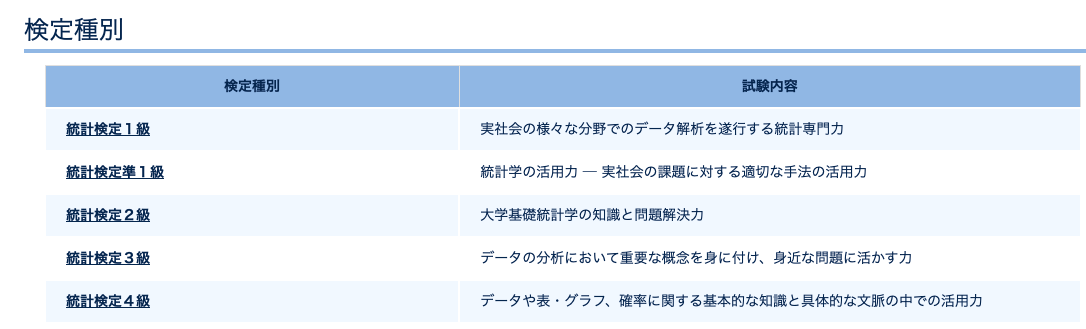 検定種別
検定種別 試験内容
統計検定１級 実社会の様々な分野でのデータ解析を遂行する統計専門力
統計検定準１級 統計学の活用力 ─ 実社会の課題に対する適切な手法の活用力
統計検定２級 大学基礎統計学の知識と問題解決力
統計検定３級 データの分析において重要な概念を身に付け、身近な問題に活かす力
統計検定４級 データや表・グラフ、確率に関する基本的な知識と具体的な文脈の中での活用力